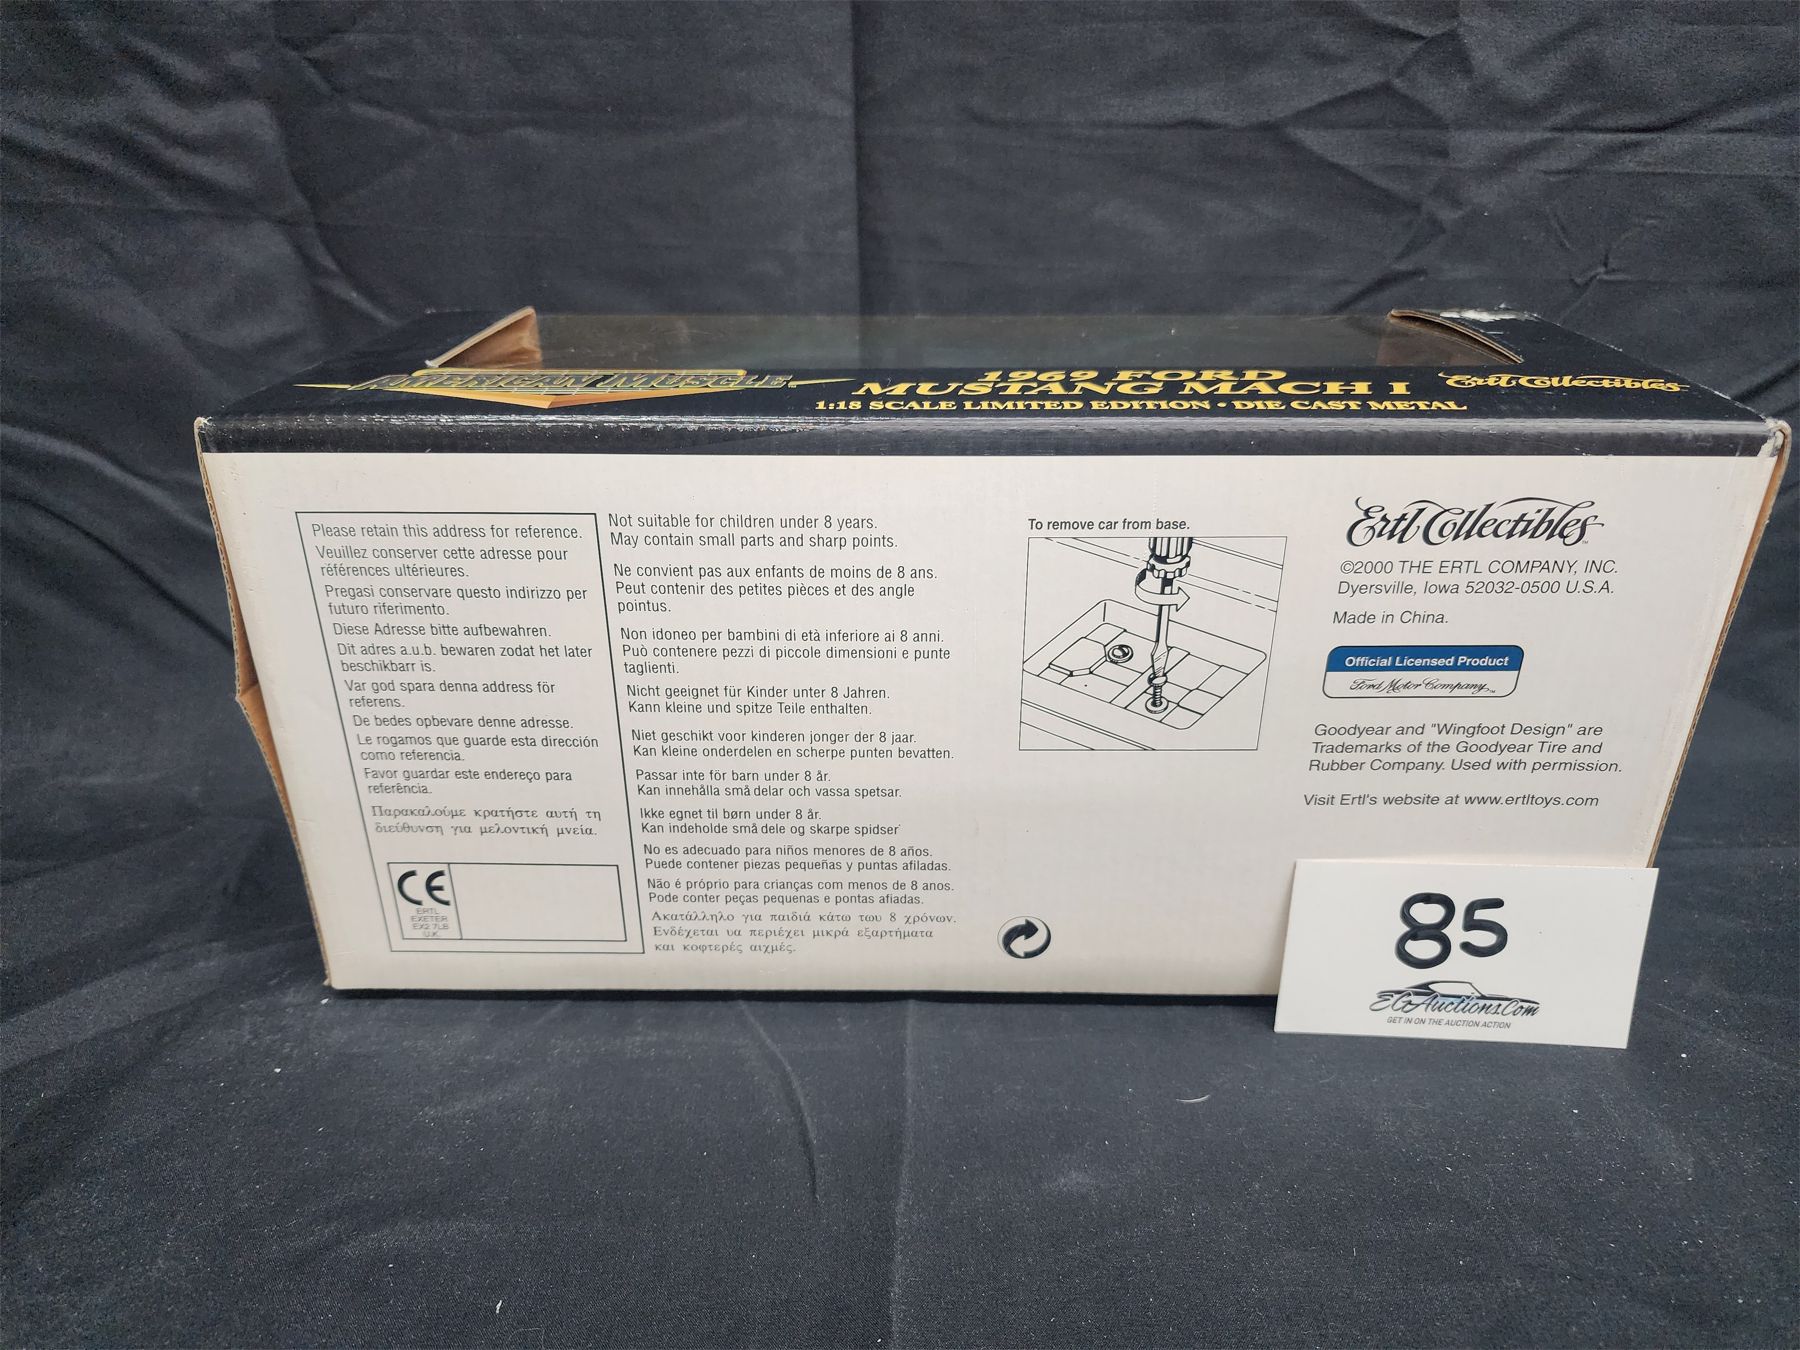 AMERICAN MUSCLE
1969 FORD
MUSTANG MACH I
1:18 SCALE LIMITED EDITION • DIE CAST METAL
Ertl Collectibles
Please retain this address for reference.
Veuillez conserver cette adresse pour
références ultérieures.
Pregasi conservare questo indirizzo per
futuro riferimento.
Diese Adresse bitte aufbewahren.
Dit adres a.u.b. bewaren zodat het later
beschikbarr is.
Var god spara denna address för
referens.
De bedes opbevare denne adresse.
Le rogamos que guarde esta dirección
como referencia.
Favor guardar este endereço para
referência.
Παρακαλούμε κρατήστε αυτή τη
διεύθυνση για μελοντική μνεία.
CE
ERTL
EXETER
EX2 7LB
U.K.
Not suitable for children under 8 years.
May contain small parts and sharp points.
Ne convient pas aux enfants de moins de 8 ans.
Peut contenir des petites pièces et des angle
pointus.
Non idoneo per bambini di età inferiore ai 8 anni.
Può contenere pezzi di piccole dimensioni e punte
taglienti.
Nicht geeignet für Kinder unter 8 Jahren.
Kann kleine und spitze Teile enthalten.
Niet geschikt voor kinderen jonger der 8 jaar.
Kan kleine onderdelen en scherpe punten bevatten.
Passar inte för barn under 8 år.
Kan innehålla små delar och vassa spetsar.
Ikke egnet til børn under 8 år.
Kan indeholde små dele og skarpe spidser
No es adecuado para niños menores de 8 años.
Puede contener piezas pequeñas y puntas afiladas.
Não é próprio para crianças com menos de 8 anos.
Pode conter peças pequenas e pontas afiadas.
Ακατάλληλο για παιδιά κάτω του 8 χρόνων.
Ενδέχεται υα περιέχει μικρά εξαρτήματα
και κοφτερές αιχμές.
To remove car from base.
Ertl Collectibles™
©2000 THE ERTL COMPANY, INC.
Dyersville, Iowa 52032-0500 U.S.A.
Made in China.
Official Licensed Product
Ford Motor Company™
Goodyear and "Wingfoot Design" are
Trademarks of the Goodyear Tire and
Rubber Company. Used with permission.
Visit Ertl's website at www.ertltoys.com
85
EGAuctions.Com
GET IN ON THE AUCTION ACTION